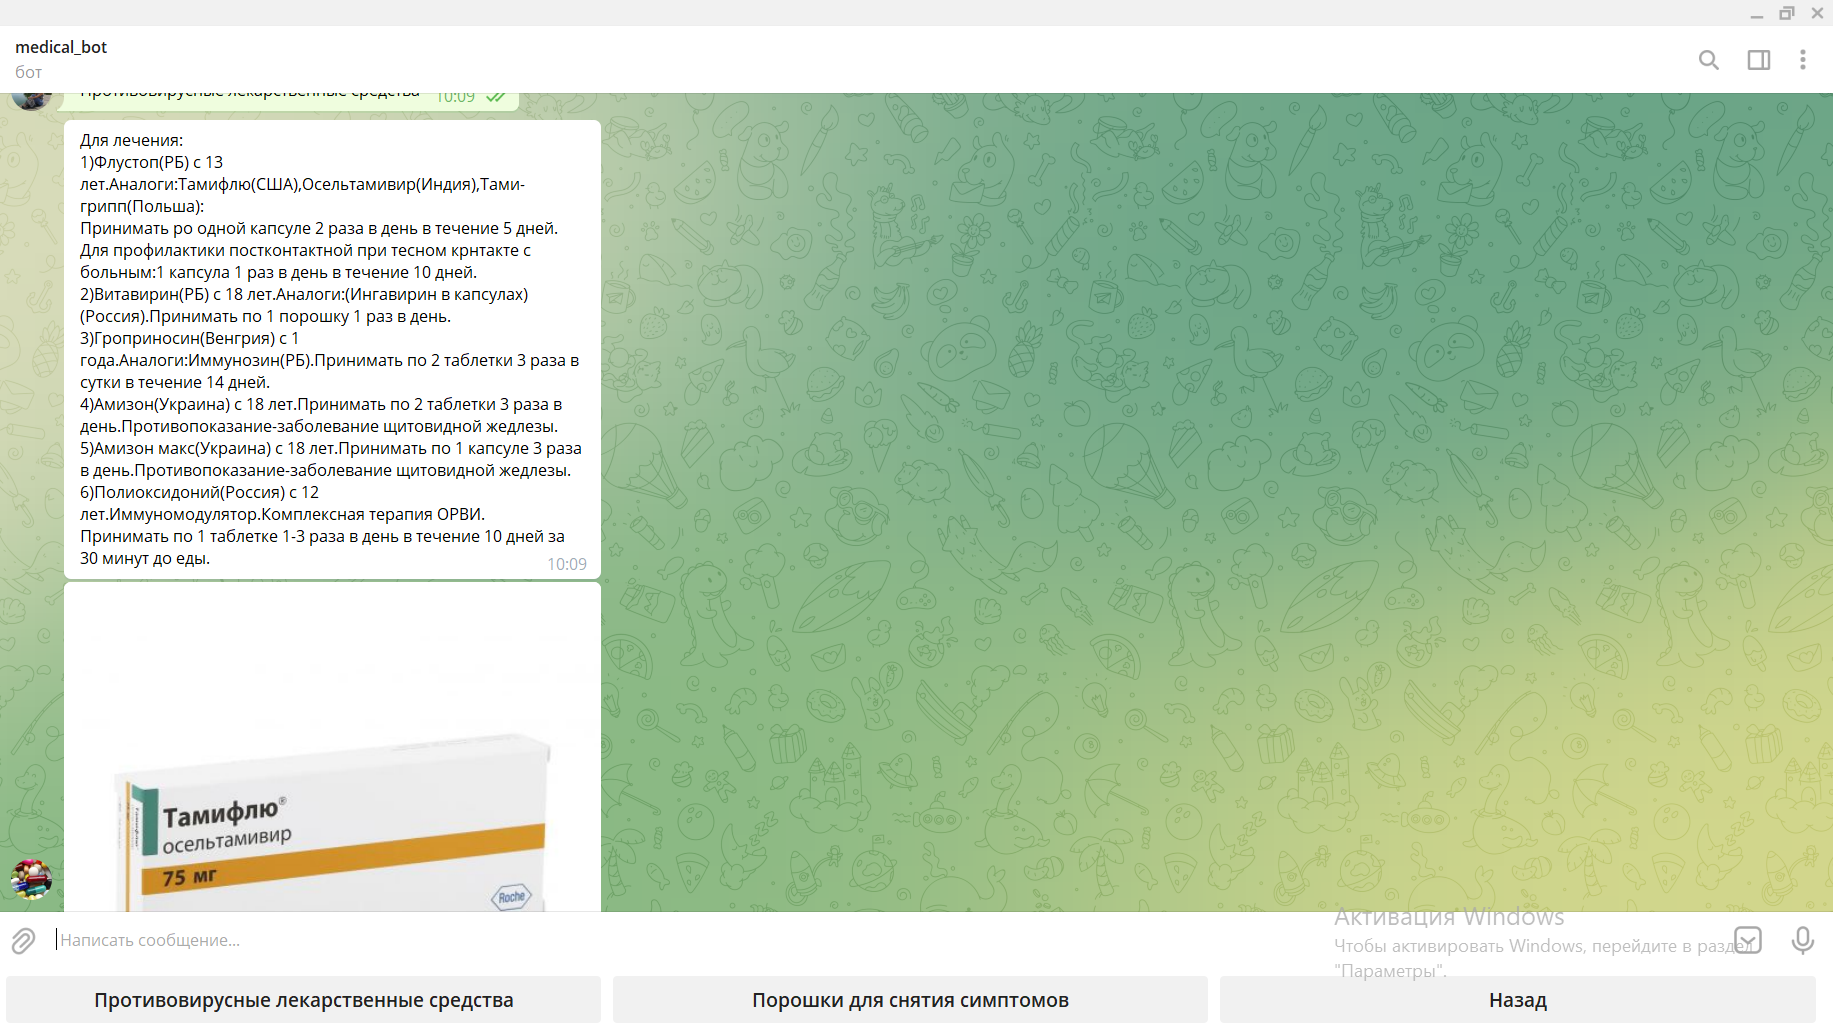 medical_bot
бот
Противовирусные лекарственные средства 10:09
Для лечения:
1)Флустоп(РБ) с 13
лет.Аналоги:Тамифлю(США),Осельтамивир(Индия),Тами-
грипп(Польша):
Принимать ро одной капсуле 2 раза в день в течение 5 дней.
Для профилактики постконтактной при тесном крнтакте с
больным:1 капсула 1 раз в день в течение 10 дней.
2)Витавирин(РБ) с 18 лет.Аналоги:(Ингавирин в капсулах)
(Россия).Принимать по 1 порошку 1 раз в день.
3)Гроприносин(Венгрия) с 1
года.Аналоги:Иммунозин(РБ).Принимать по 2 таблетки 3 раза в
сутки в течение 14 дней.
4)Амизон(Украина) с 18 лет.Принимать по 2 таблетки 3 раза в
день.Противопоказание-заболевание щитовидной жедлезы.
5)Амизон макс(Украина) с 18 лет.Принимать по 1 капсуле 3 раза
в день.Противопоказание-заболевание щитовидной жедлезы.
6)Полиоксидоний(Россия) с 12
лет.Иммуномодулятор.Комплексная терапия ОРВИ.
Принимать по 1 таблетке 1-3 раза в день в течение 10 дней за
30 минут до еды.
10:09
Тамифлю®
осельтамивир
75 мг
Roche
Написать сообщение...
Активация Windows
Чтобы активировать Windows, перейдите в раздел
"Параметры".
Противовирусные лекарственные средства
Порошки для снятия симптомов
Назад